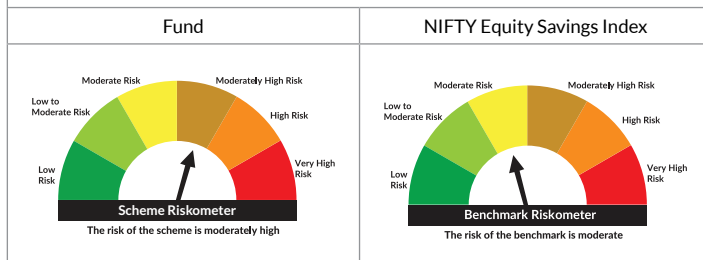 Fund
NIFTY Equity Savings Index
Moderate Risk
Moderately High Risk
Low to
Moderate Risk
High Risk
Low
Risk
Very High
Risk
Scheme Riskometer
The risk of the scheme is moderately high
Moderate Risk
Moderately High Risk
Low to
Moderate Risk
High Risk
Low
Risk
Very High
Risk
Benchmark Riskometer
The risk of the benchmark is moderate